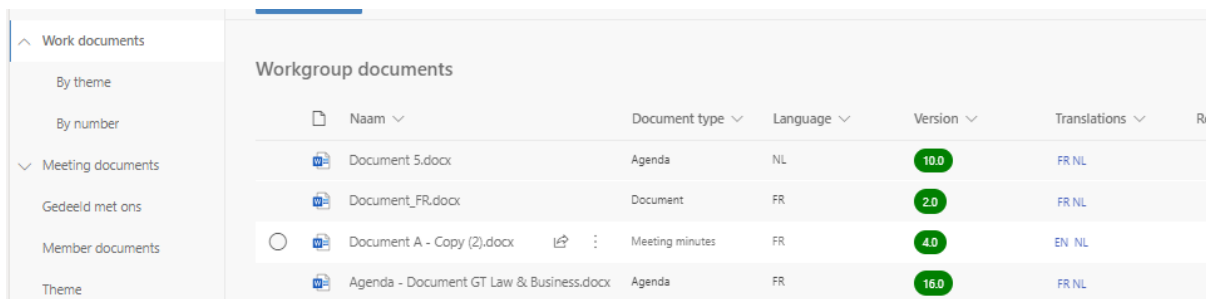 Work documents
By theme
By number
Meeting documents
Gedeeld met ons
Member documents
Theme
Workgroup documents
Naam Document type Language Version Translations
Document 5.docx Agenda NL 10.0 FR NL
Document_FR.docx Document FR 2.0 FR NL
Document A - Copy (2).docx Meeting minutes FR 4.0 EN NL
Agenda - Document GT Law & Business.docx Agenda FR 16.0 FR NL